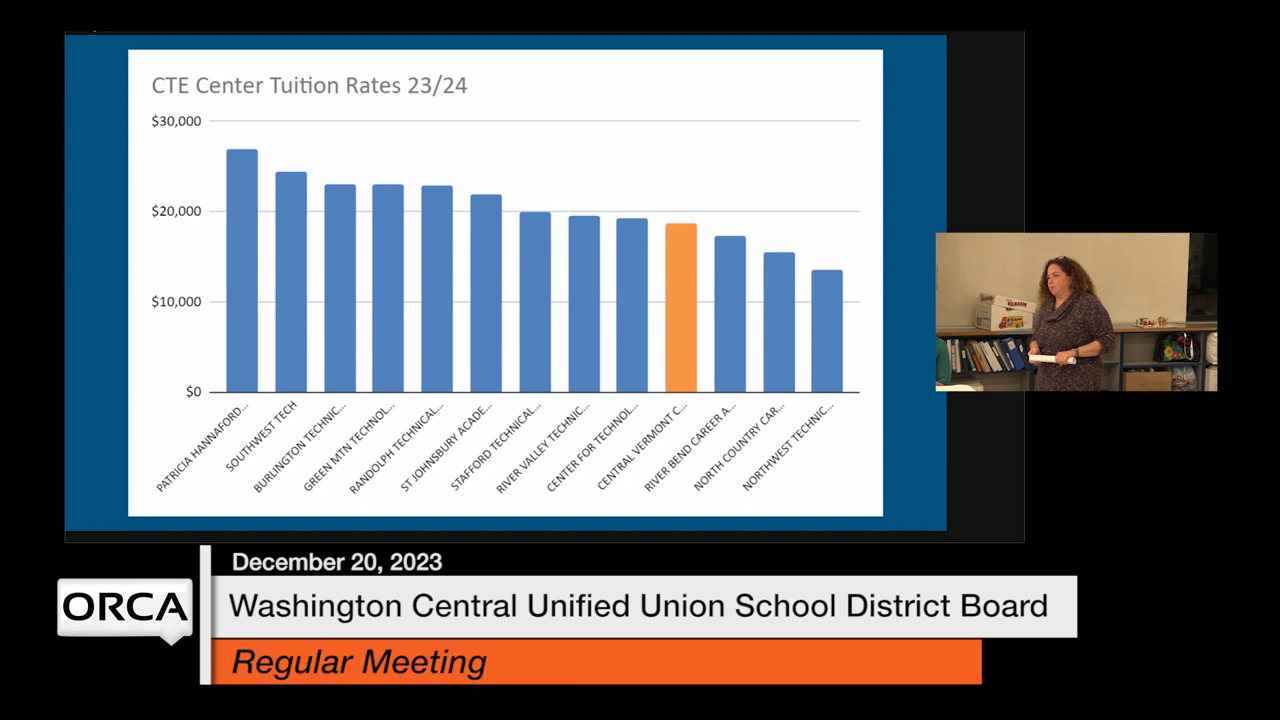 CTE Center Tuition Rates 23/24
$30,000
$20,000
$10,000
$0
PATRICIA HANNAFORD...
SOUTHWEST TECH
BURLINGTON TECHNIC...
GREEN MTN TECHNOL...
RANDOLPH TECHNICAL...
ST JOHNSBURY ACADE...
STAFFORD TECHNICAL...
RIVER VALLEY TECHNIC...
CENTER FOR TECHNOL...
CENTRAL VERMONT C...
RIVER BEND CAREER A...
NORTH COUNTRY CAR...
NORTHWEST TECHNIC...
December 20, 2023
ORCA
Washington Central Unified Union School District Board
Regular Meeting